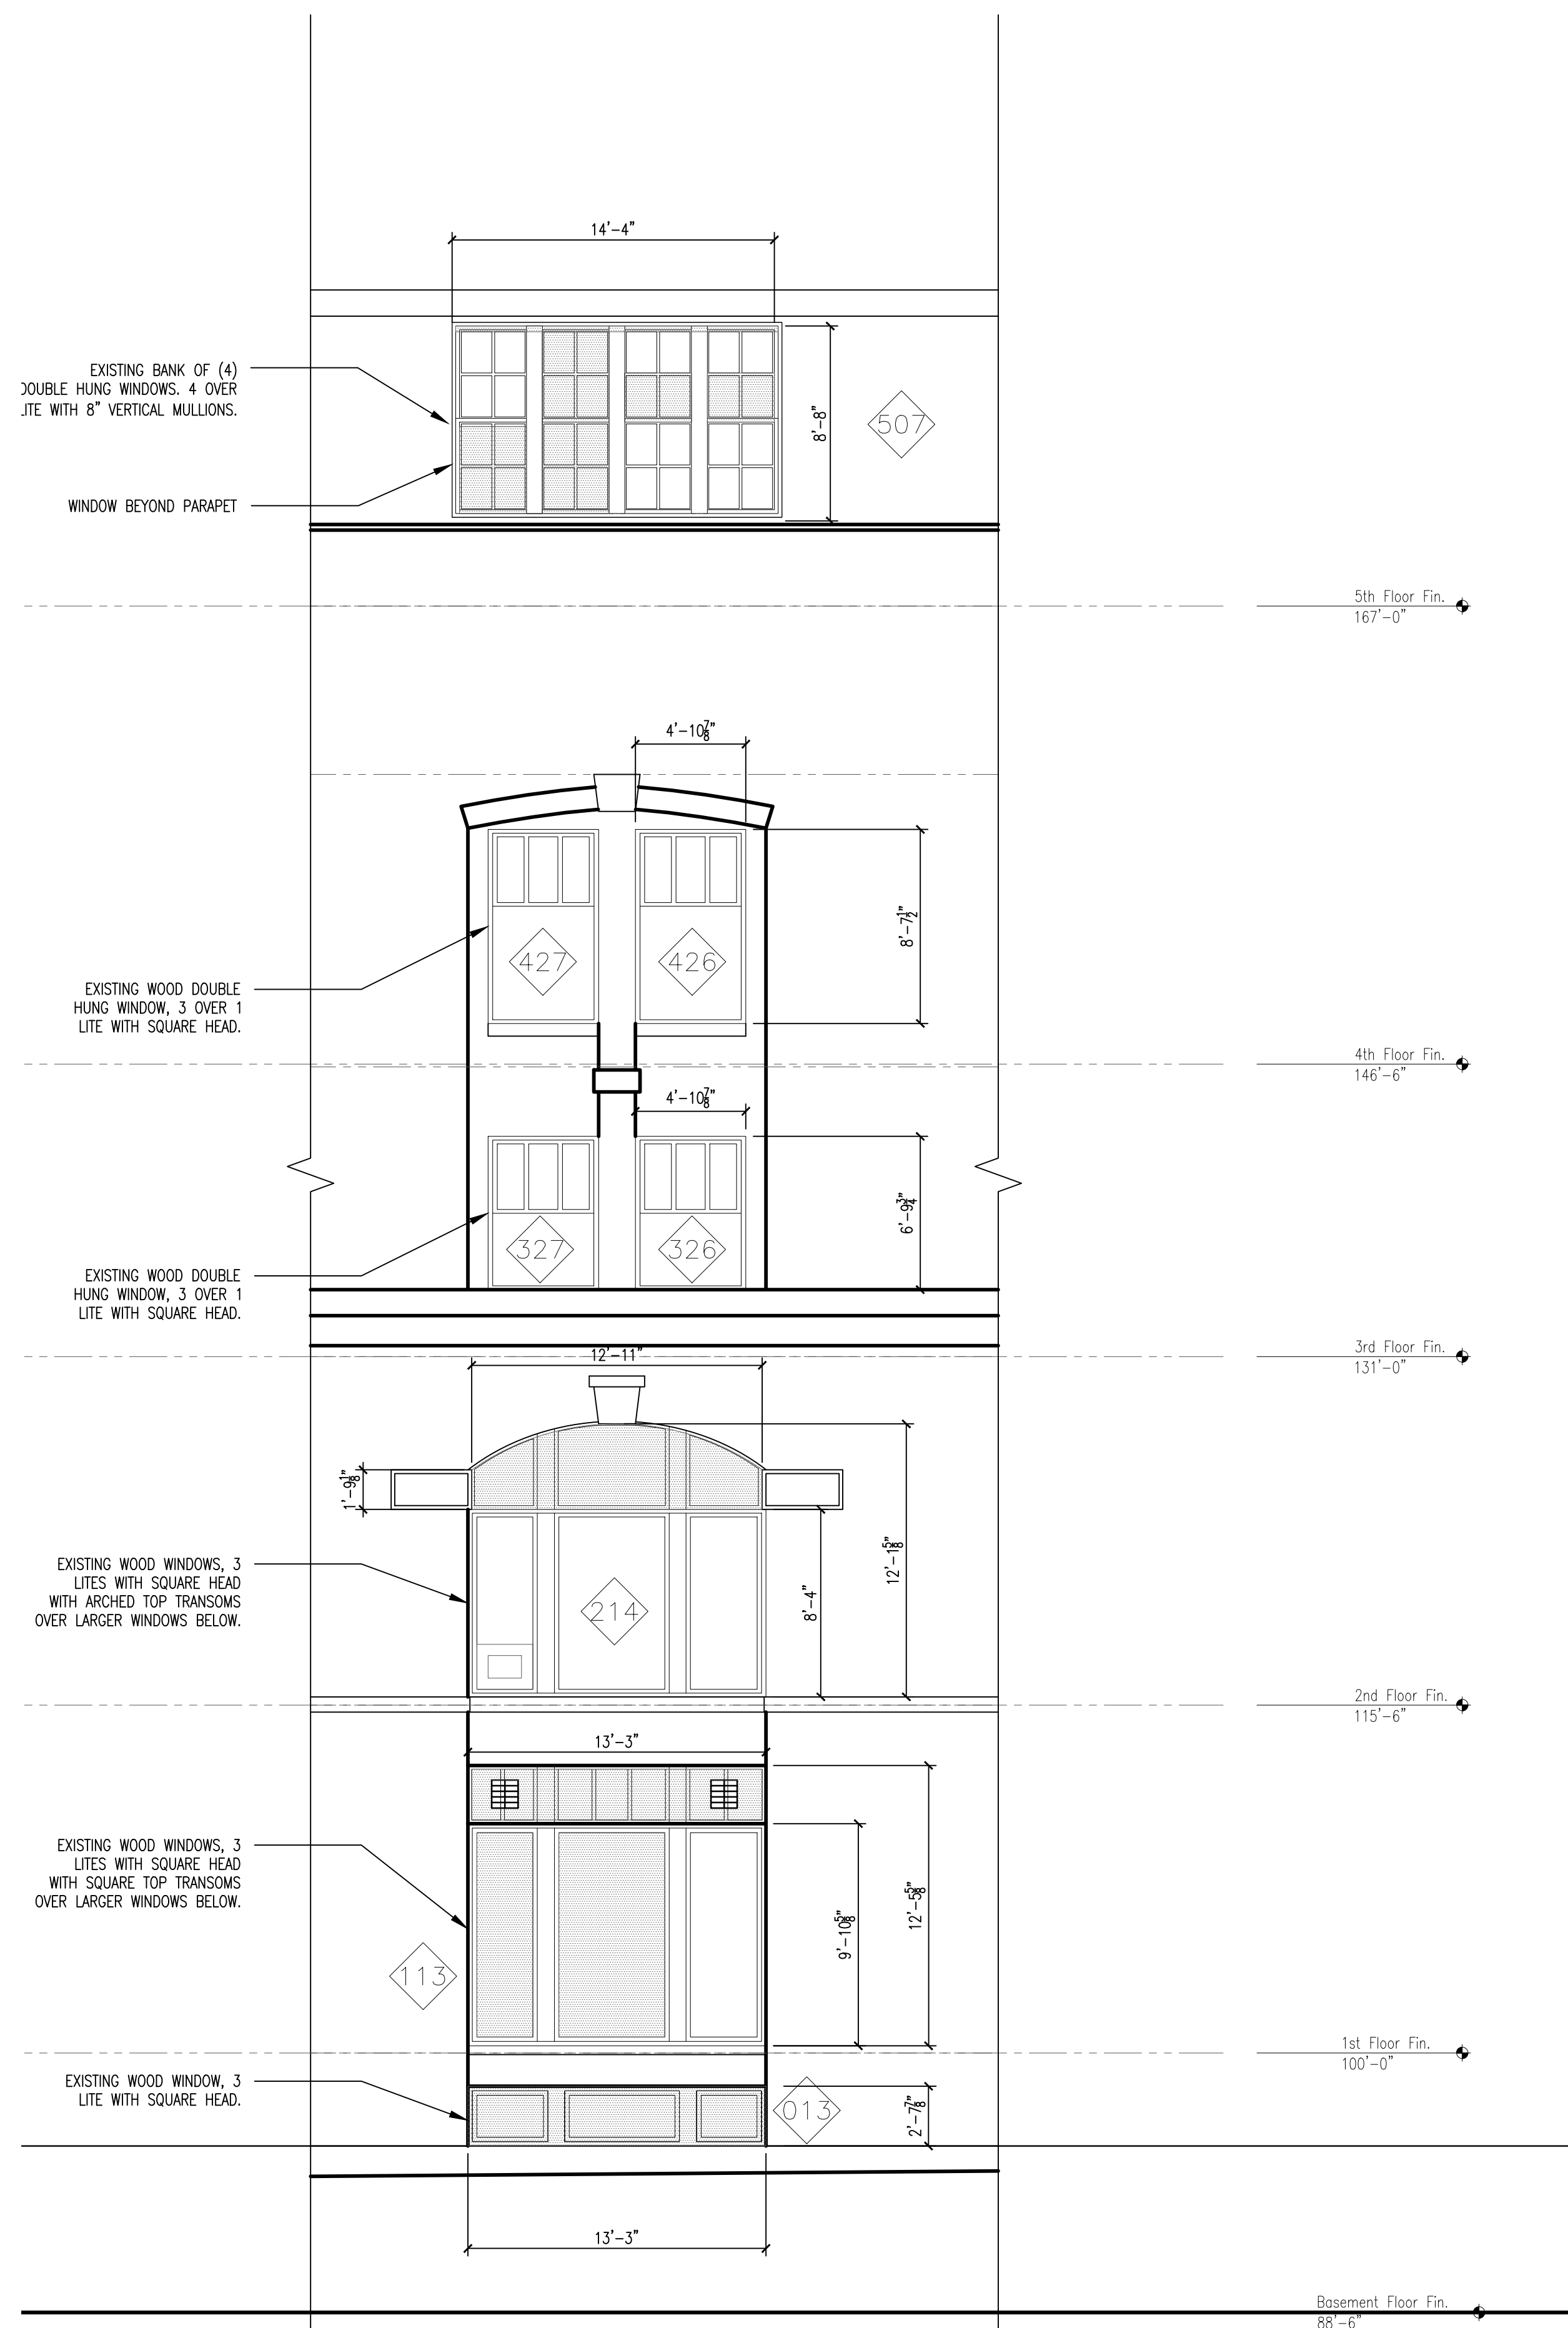 14'-4"
EXISTING BANK OF (4)
DOUBLE HUNG WINDOWS. 4 OVER
LITE WITH 8" VERTICAL MULLIONS.
8'-8"
507
WINDOW BEYOND PARAPET
5th Floor Fin.
167'-0"
4'-10⅞"
8'-7½"
427
426
EXISTING WOOD DOUBLE
HUNG WINDOW, 3 OVER 1
LITE WITH SQUARE HEAD.
4th Floor Fin.
146'-6"
4'-10⅞"
6'-9¾"
327
326
EXISTING WOOD DOUBLE
HUNG WINDOW, 3 OVER 1
LITE WITH SQUARE HEAD.
3rd Floor Fin.
131'-0"
12'-11"
1'-9⅛"
12'-1⅝"
8'-4"
EXISTING WOOD WINDOWS, 3
LITES WITH SQUARE HEAD
WITH ARCHED TOP TRANSOMS
OVER LARGER WINDOWS BELOW.
214
2nd Floor Fin.
115'-6"
13'-3"
EXISTING WOOD WINDOWS, 3
LITES WITH SQUARE HEAD
WITH SQUARE TOP TRANSOMS
OVER LARGER WINDOWS BELOW.
12'-5⅝"
9'-10⅝"
113
1st Floor Fin.
100'-0"
EXISTING WOOD WINDOW, 3
LITE WITH SQUARE HEAD.
013
2'-7⅞"
13'-3"
Basement Floor Fin.
88'-6"